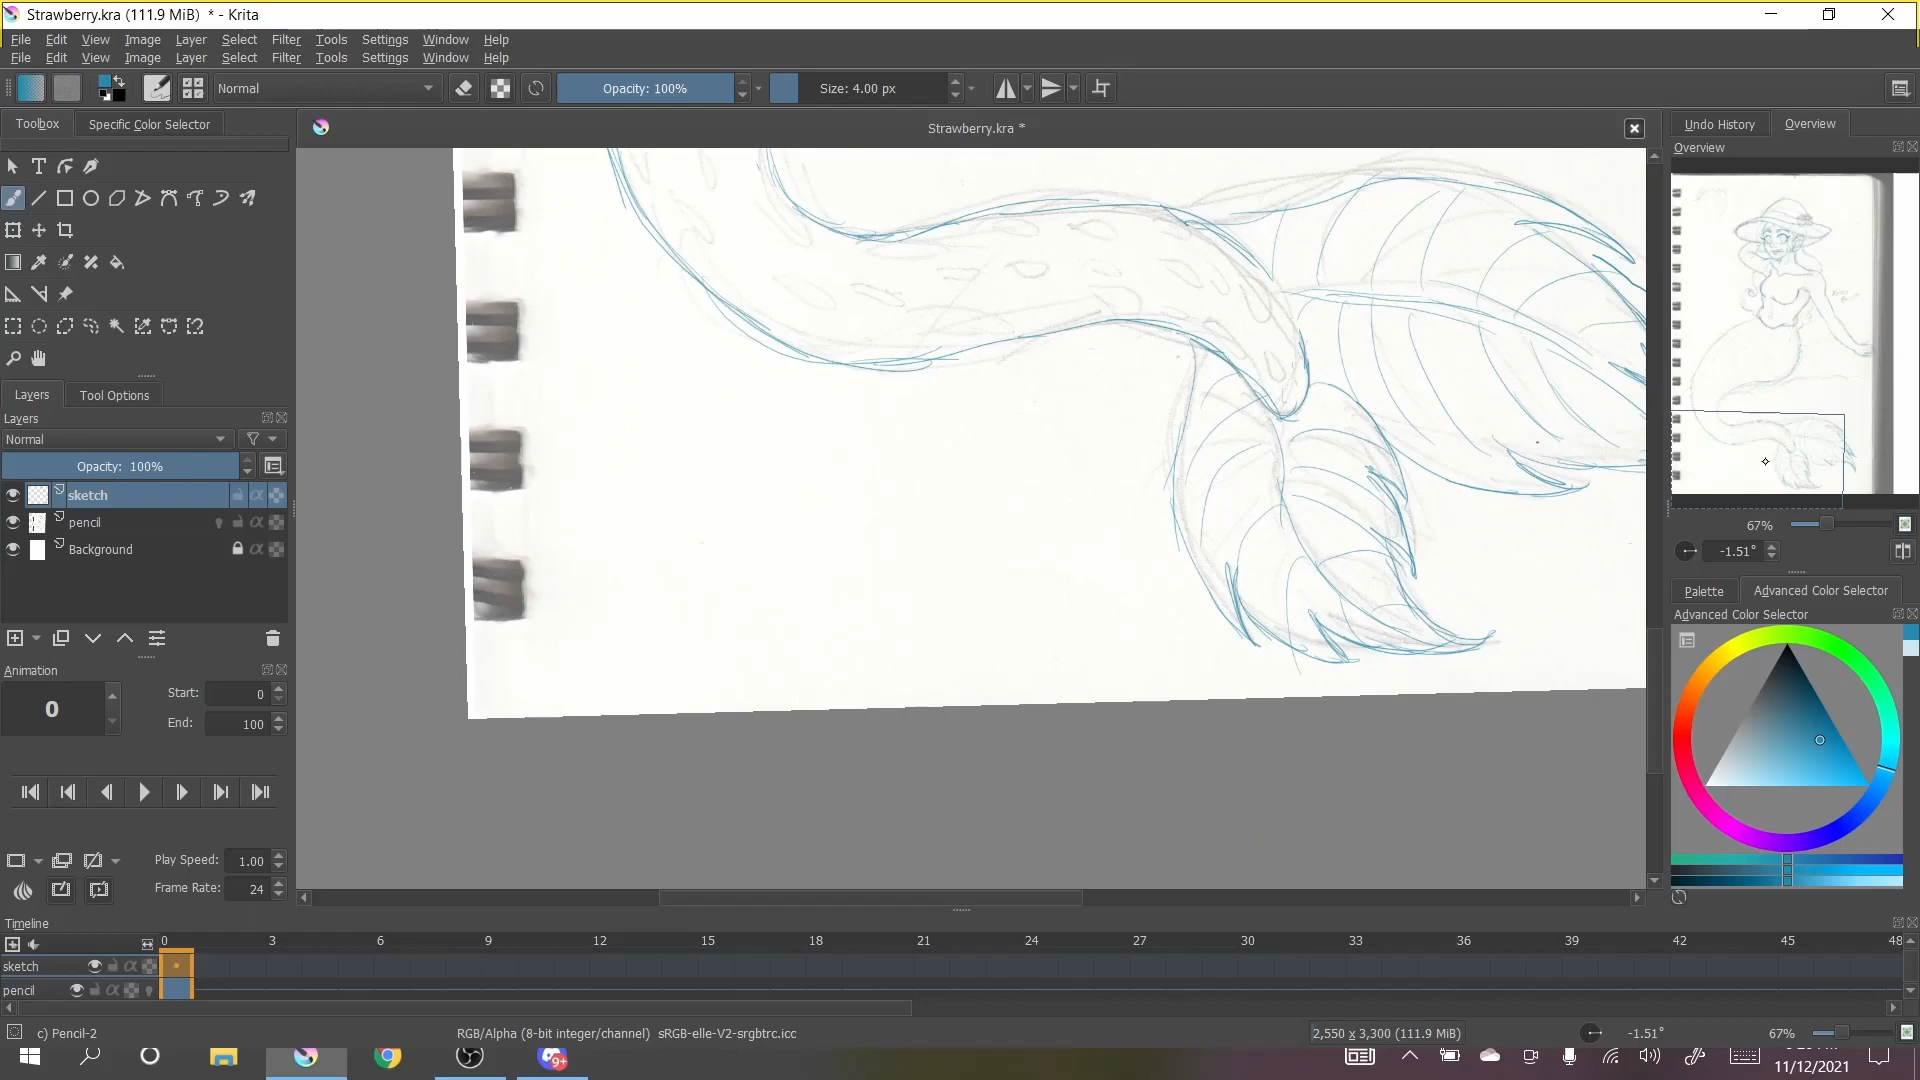 Strawberry.kra (111.9 MiB) * - Krita
File Edit View Image Layer Select Filter Tools Settings Window Help
File Edit View Image Layer Select Filter Tools Settings Window Help
Normal
Opacity: 100%
Size: 4.00 px
Toolbox
Specific Color Selector
Strawberry.kra *
Undo History
Overview
Overview
Layers
Tool Options
Layers
Normal
Opacity: 100%
sketch
pencil
Background
67%
-1.51°
Palette
Advanced Color Selector
Advanced Color Selector
Animation
0
Start: 0
End: 100
Play Speed: 1.00
Frame Rate: 24
Timeline
0 3 6 9 12 15 18 21 24 27 30 33 36 39 42 45 48
sketch
pencil
c) Pencil-2
RGB/Alpha (8-bit integer/channel) sRGB-elle-V2-srgbtrc.icc
2,550 x 3,300 (111.9 MiB)
-1.51°
67%
9+
11/12/2021